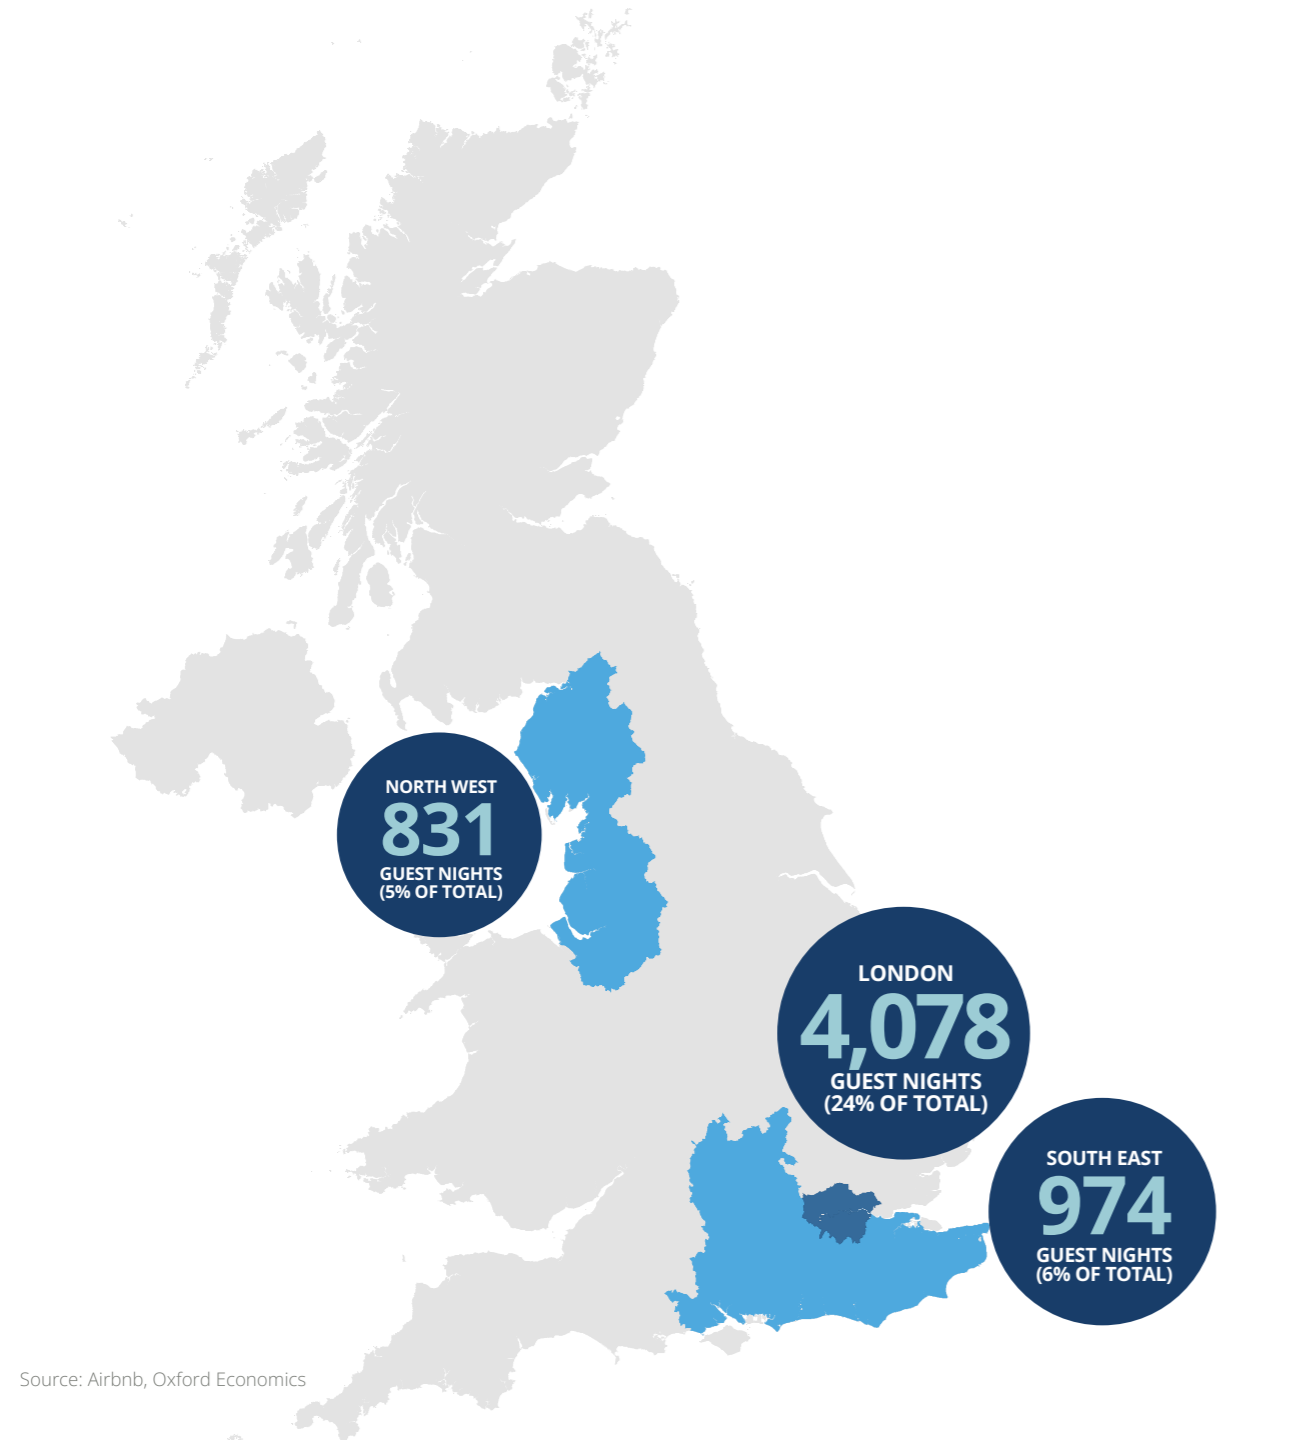 NORTH WEST
831
GUEST NIGHTS
(5% OF TOTAL)
LONDON
4,078
GUEST NIGHTS
(24% OF TOTAL)
SOUTH EAST
974
GUEST NIGHTS
(6% OF TOTAL)
Source: Airbnb, Oxford Economics